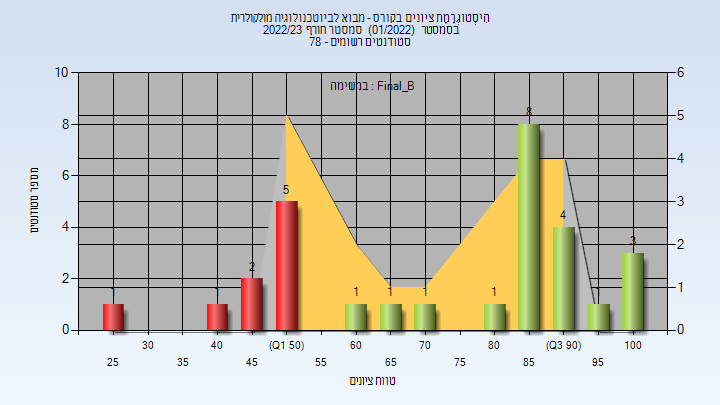 היסטוגרמת ציונים בקורס - מבוא לביוטכנולוגיה מולקולרית
בסמסטר (01/2022) סמסטר חורף 2022/23
סטודנטים רשומים - 78
במשימה : Final_B
10 8 6 4 2 0
6 5 4 3 2 1 0
מספר סטודנטים
1 1 2 5 1 1 1 1 8 4 1 3
30 40 (Q1 50) 60 70 80 (Q3 90) 100
25 35 45 55 65 75 85 95
טווח ציונים